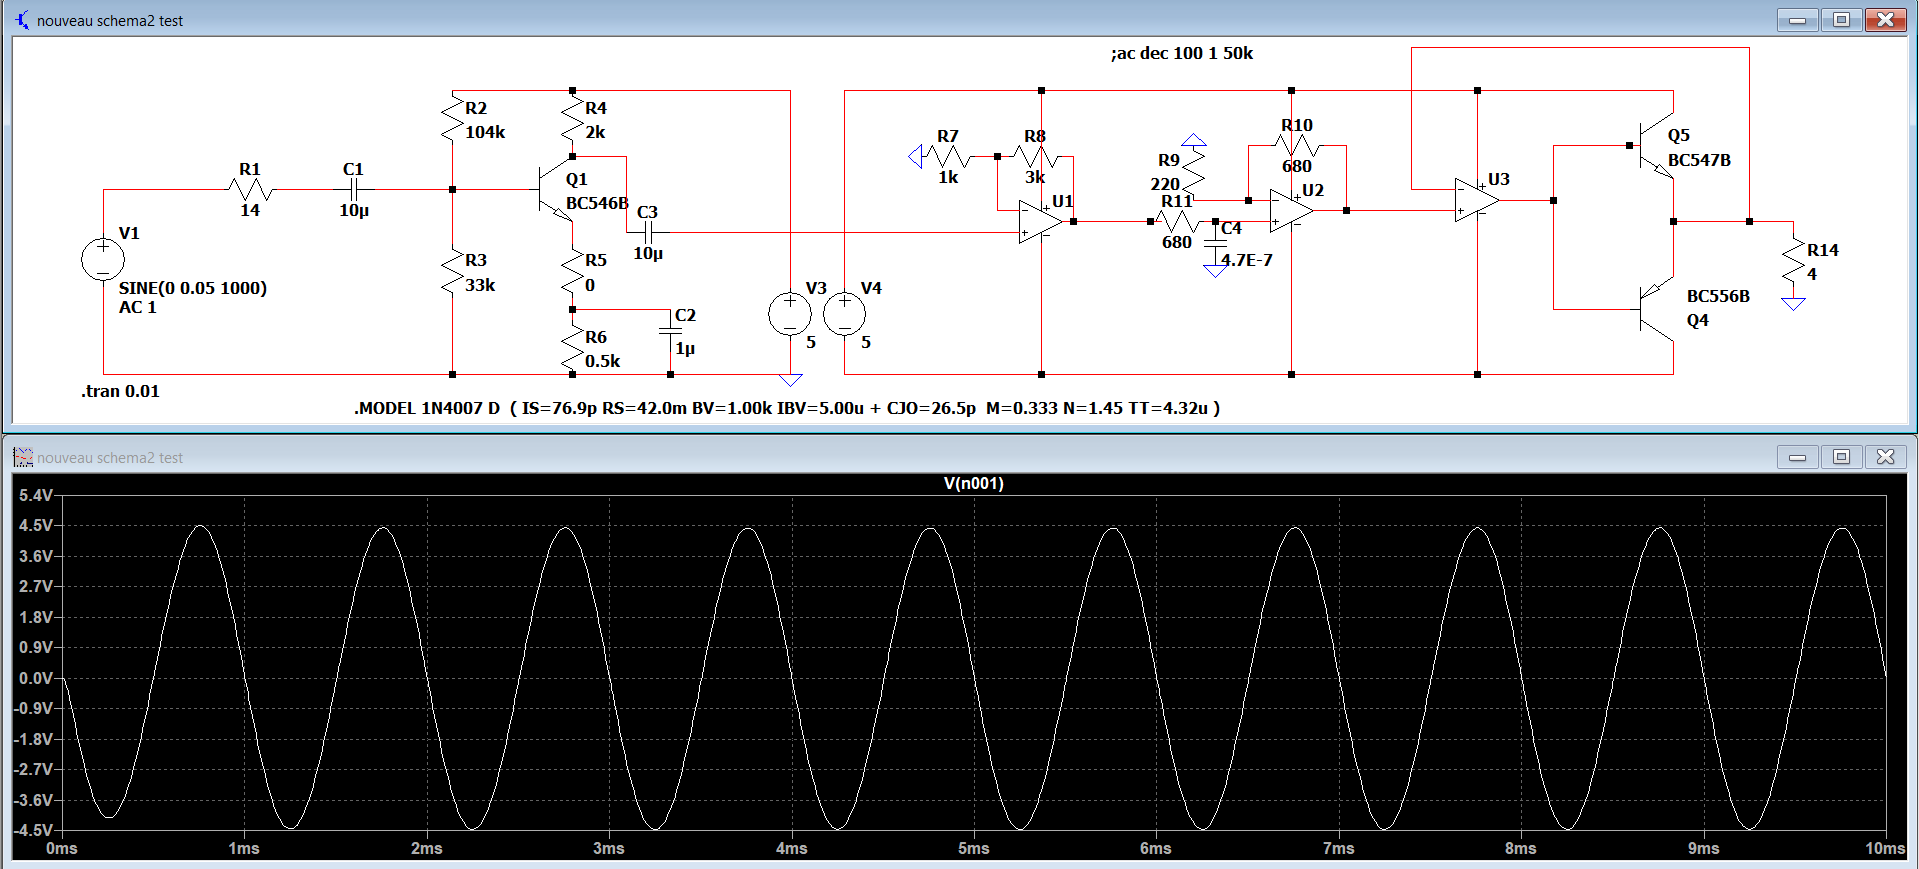 nouveau schema2 test
;ac dec 100 1 50k
R2
104k
R4
2k
R1
14
C1
10µ
Q1
BC546B
C3
10µ
V1
SINE(0 0.05 1000)
AC 1
R3
33k
R5
0
R6
0.5k
C2
1µ
V3
5
V4
5
R7
1k
R8
3k
U1
R9
220
R11
680
C4
4.7E-7
R10
680
U2
U3
Q5
BC547B
BC556B
Q4
R14
4
.tran 0.01
.MODEL 1N4007 D ( IS=76.9p RS=42.0m BV=1.00k IBV=5.00u + CJO=26.5p M=0.333 N=1.45 TT=4.32u )
nouveau schema2 test
V(n001)
5.4V
4.5V
3.6V
2.7V
1.8V
0.9V
0.0V
-0.9V
-1.8V
-2.7V
-3.6V
-4.5V
0ms 1ms 2ms 3ms 4ms 5ms 6ms 7ms 8ms 9ms 10ms